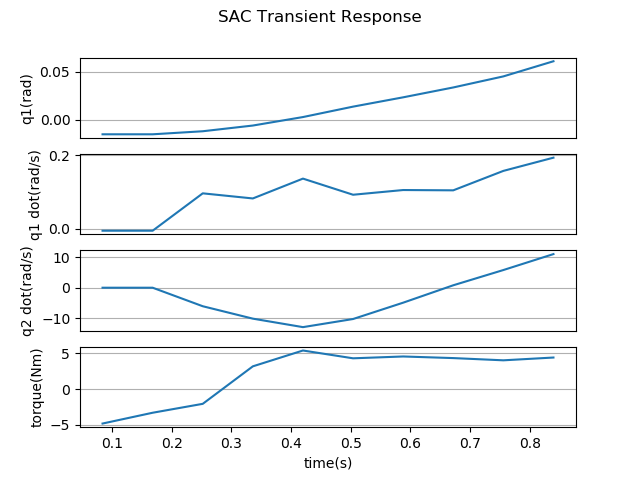 SAC Transient Response
q1(rad)
0.05
0.00
q1 dot(rad/s)
0.2
0.0
q2 dot(rad/s)
10
0
−10
torque(Nm)
5
0
−5
0.1 0.2 0.3 0.4 0.5 0.6 0.7 0.8
time(s)